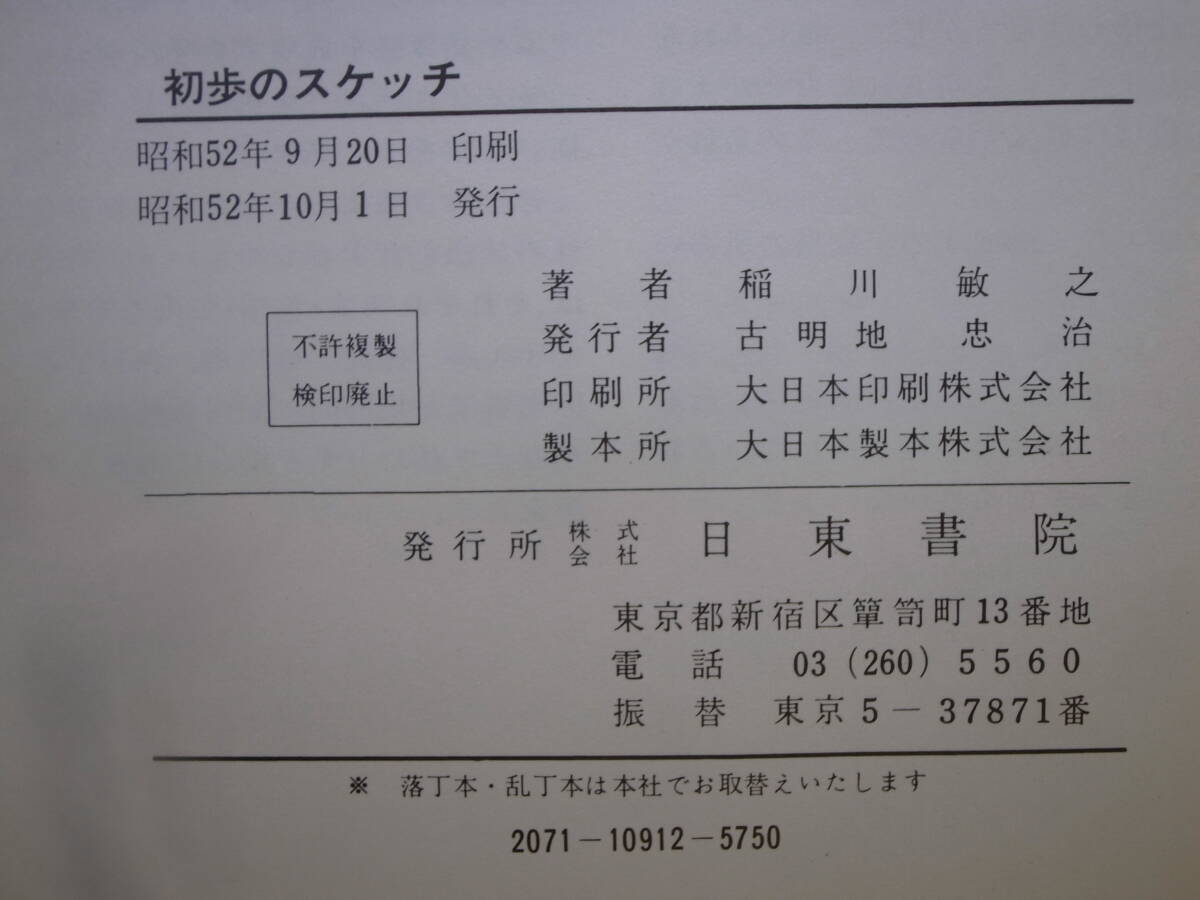 初歩のスケッチ
昭和52年9月20日 印刷
昭和52年10月1日 発行
著者 稲川敏之
不許複製
検印廃止
発行者 古明地忠治
印刷所 大日本印刷株式会社
製本所 大日本製本株式会社
発行所 株式会社 日東書院
東京都新宿区簞笥町13番地
電話 03(260)5560
振替 東京5－37871番
※ 落丁本・乱丁本は本社でお取替えいたします
2071－10912－5750